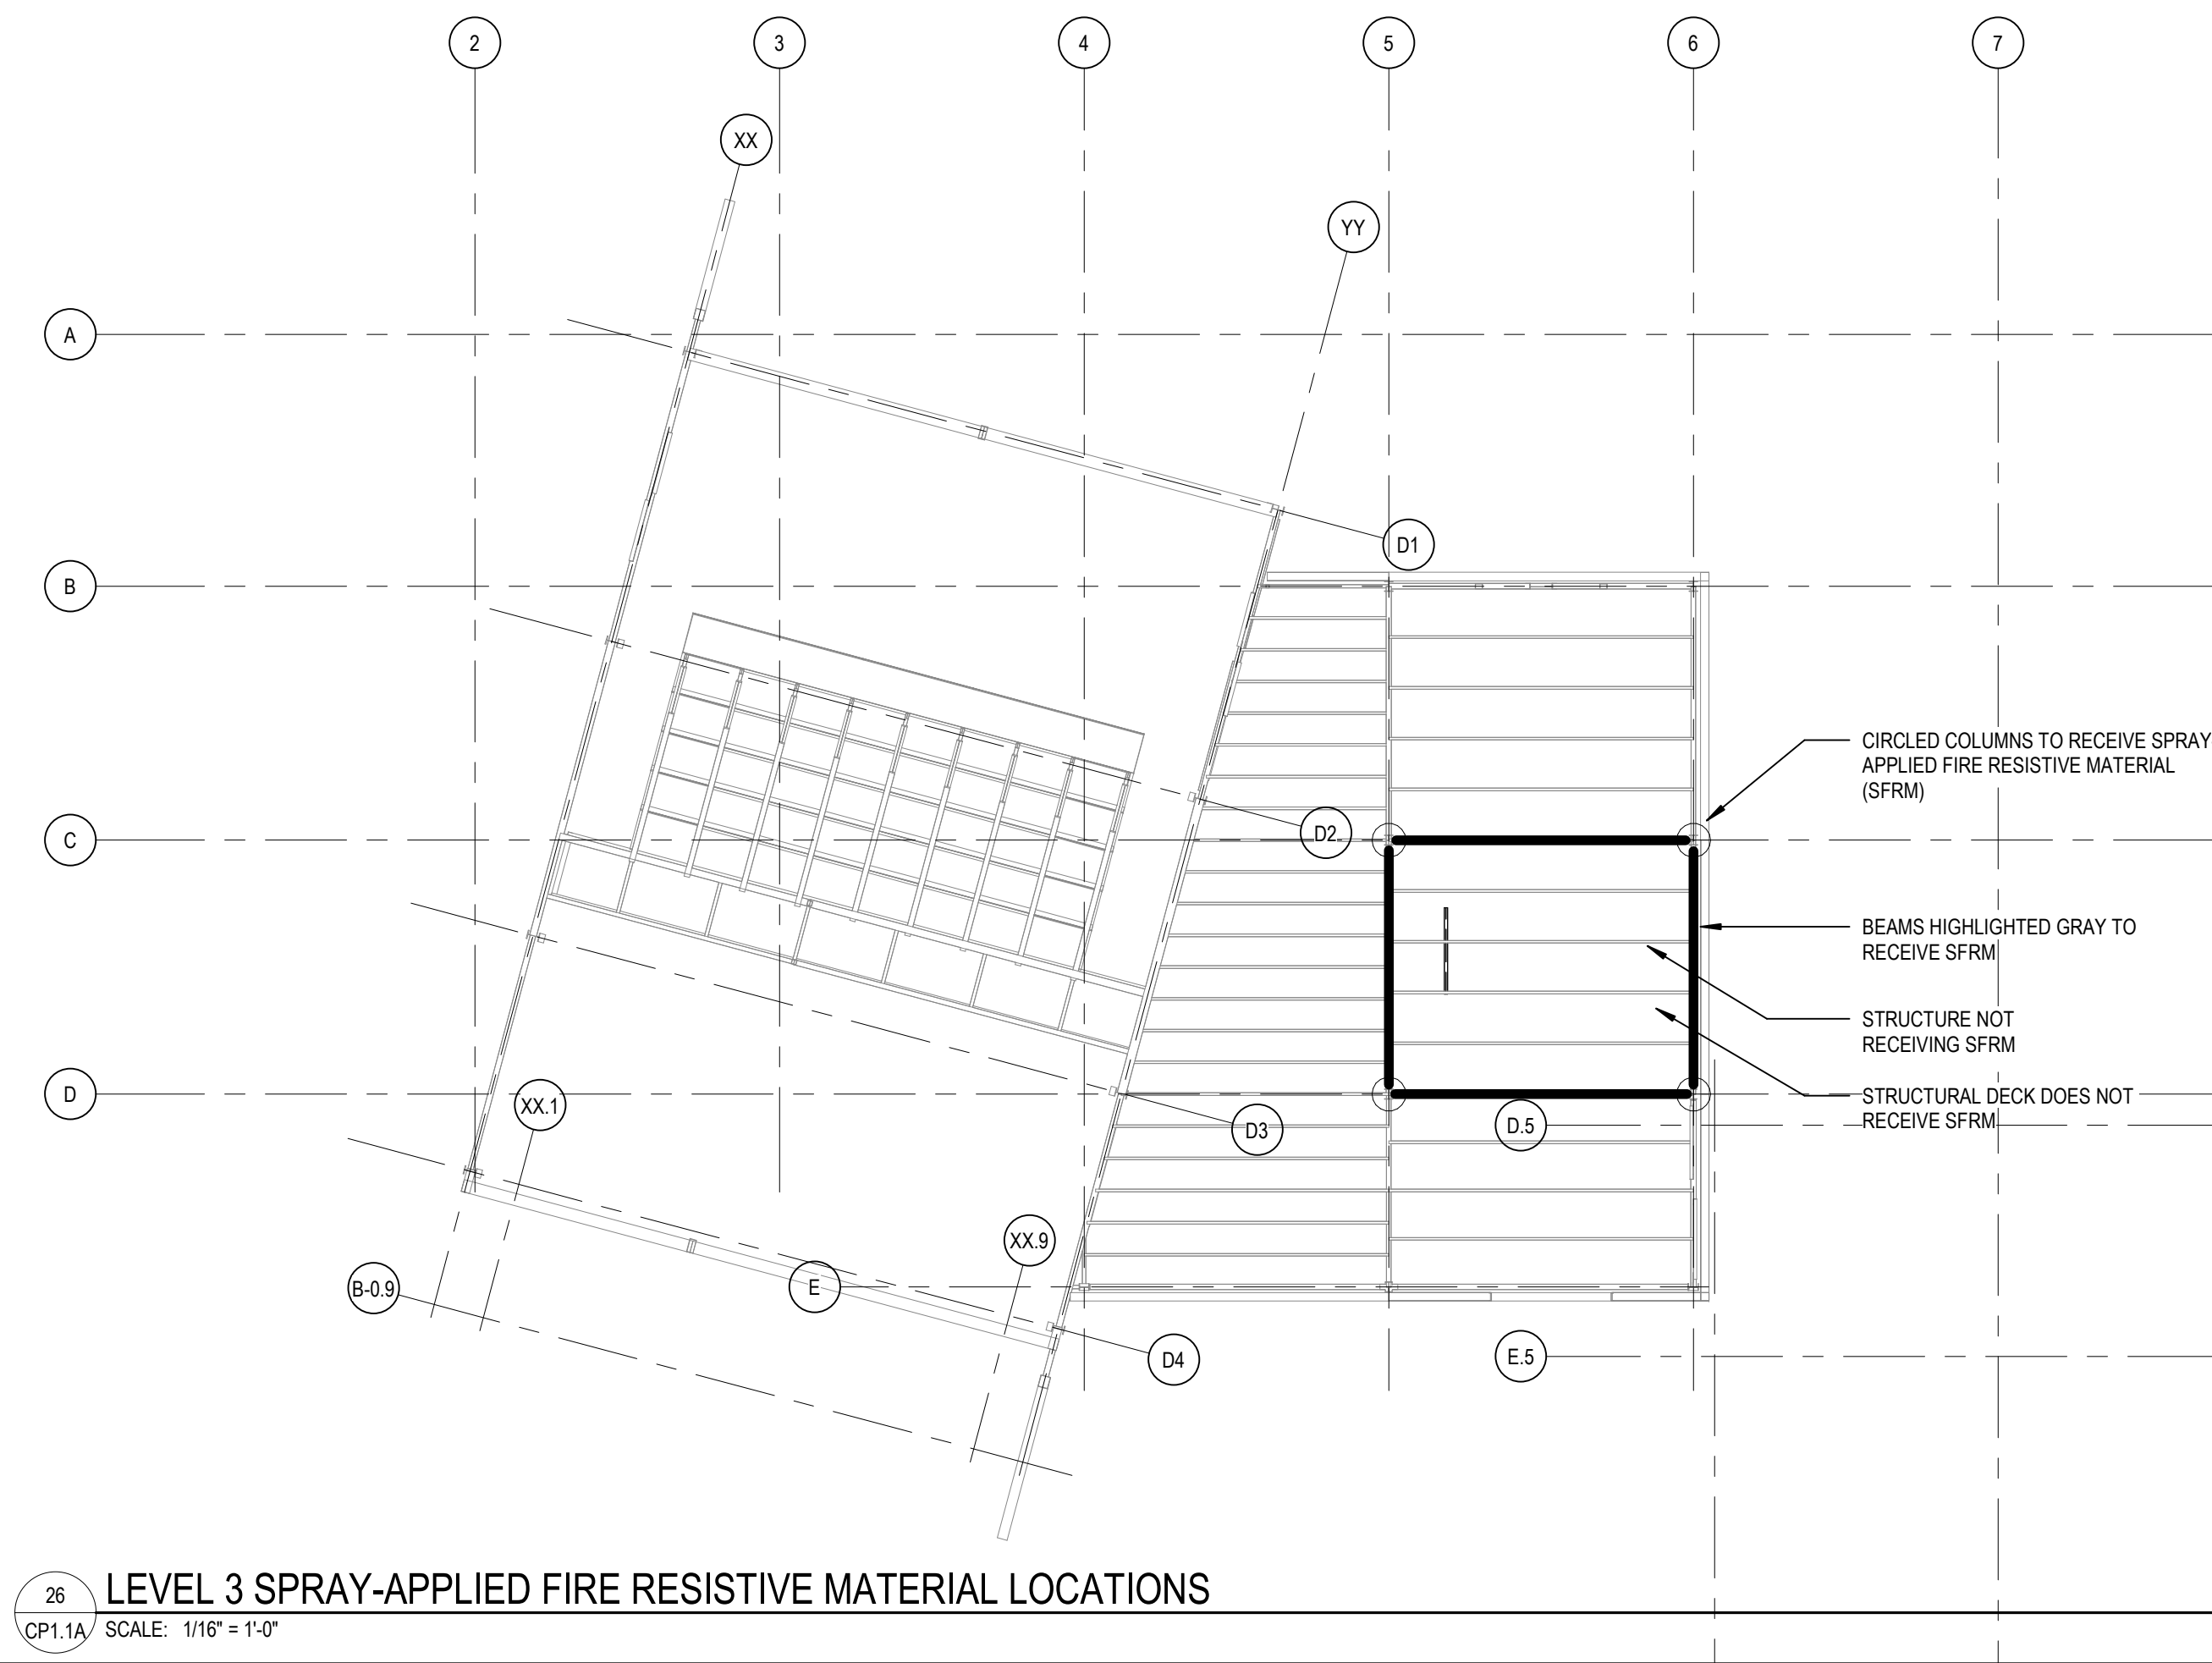 2
3
4
5
6
7
XX
YY
A
D1
B
CIRCLED COLUMNS TO RECEIVE SPRAY
APPLIED FIRE RESISTIVE MATERIAL
(SFRM)
D2
C
BEAMS HIGHLIGHTED GRAY TO
RECEIVE SFRM
STRUCTURE NOT
RECEIVING SFRM
D
STRUCTURAL DECK DOES NOT
RECEIVE SFRM
XX.1
D3
D.5
XX.9
B-0.9
E
D4
E.5
26
CP1.1A
LEVEL 3 SPRAY-APPLIED FIRE RESISTIVE MATERIAL LOCATIONS
SCALE: 1/16" = 1'-0"